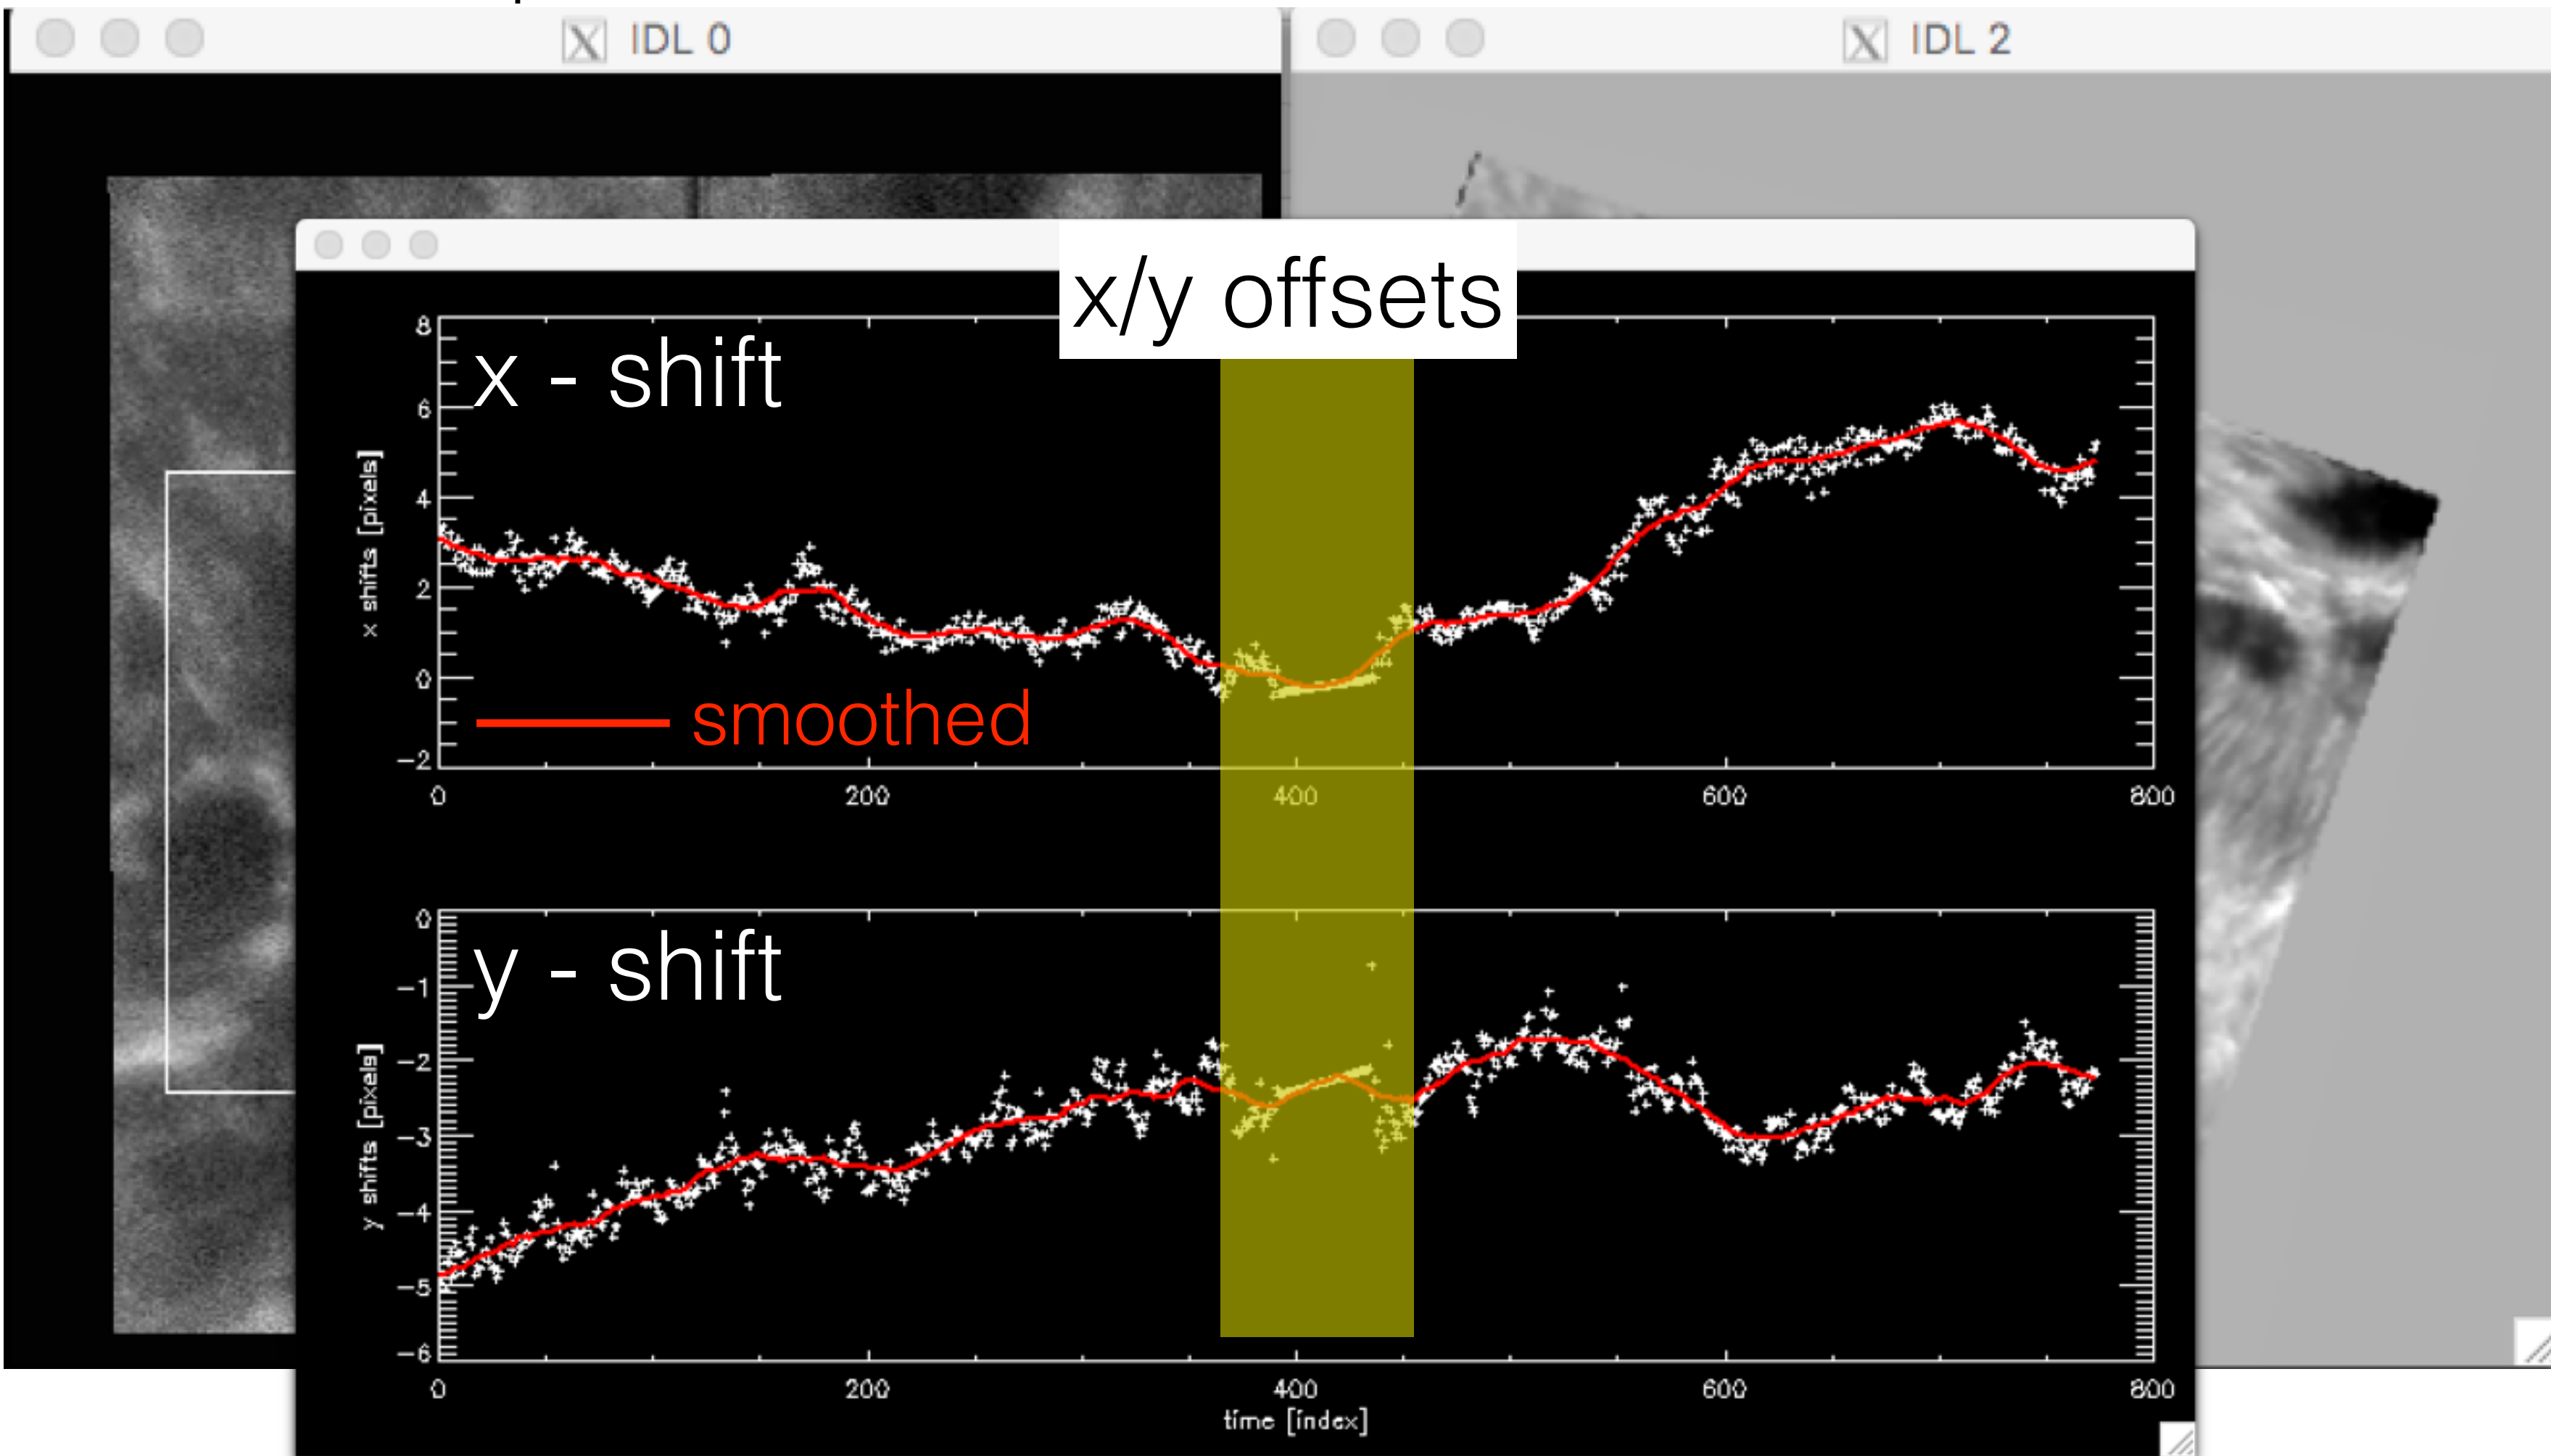 IDL 0
IDL 2
x/y offsets
x - shift
smoothed
x shifts [pixels]
8
6
4
2
0
−2
0 200 400 600 800
y - shift
y shifts [pixels]
0
−1
−2
−3
−4
−5
−6
0 200 400 600 800
time [index]